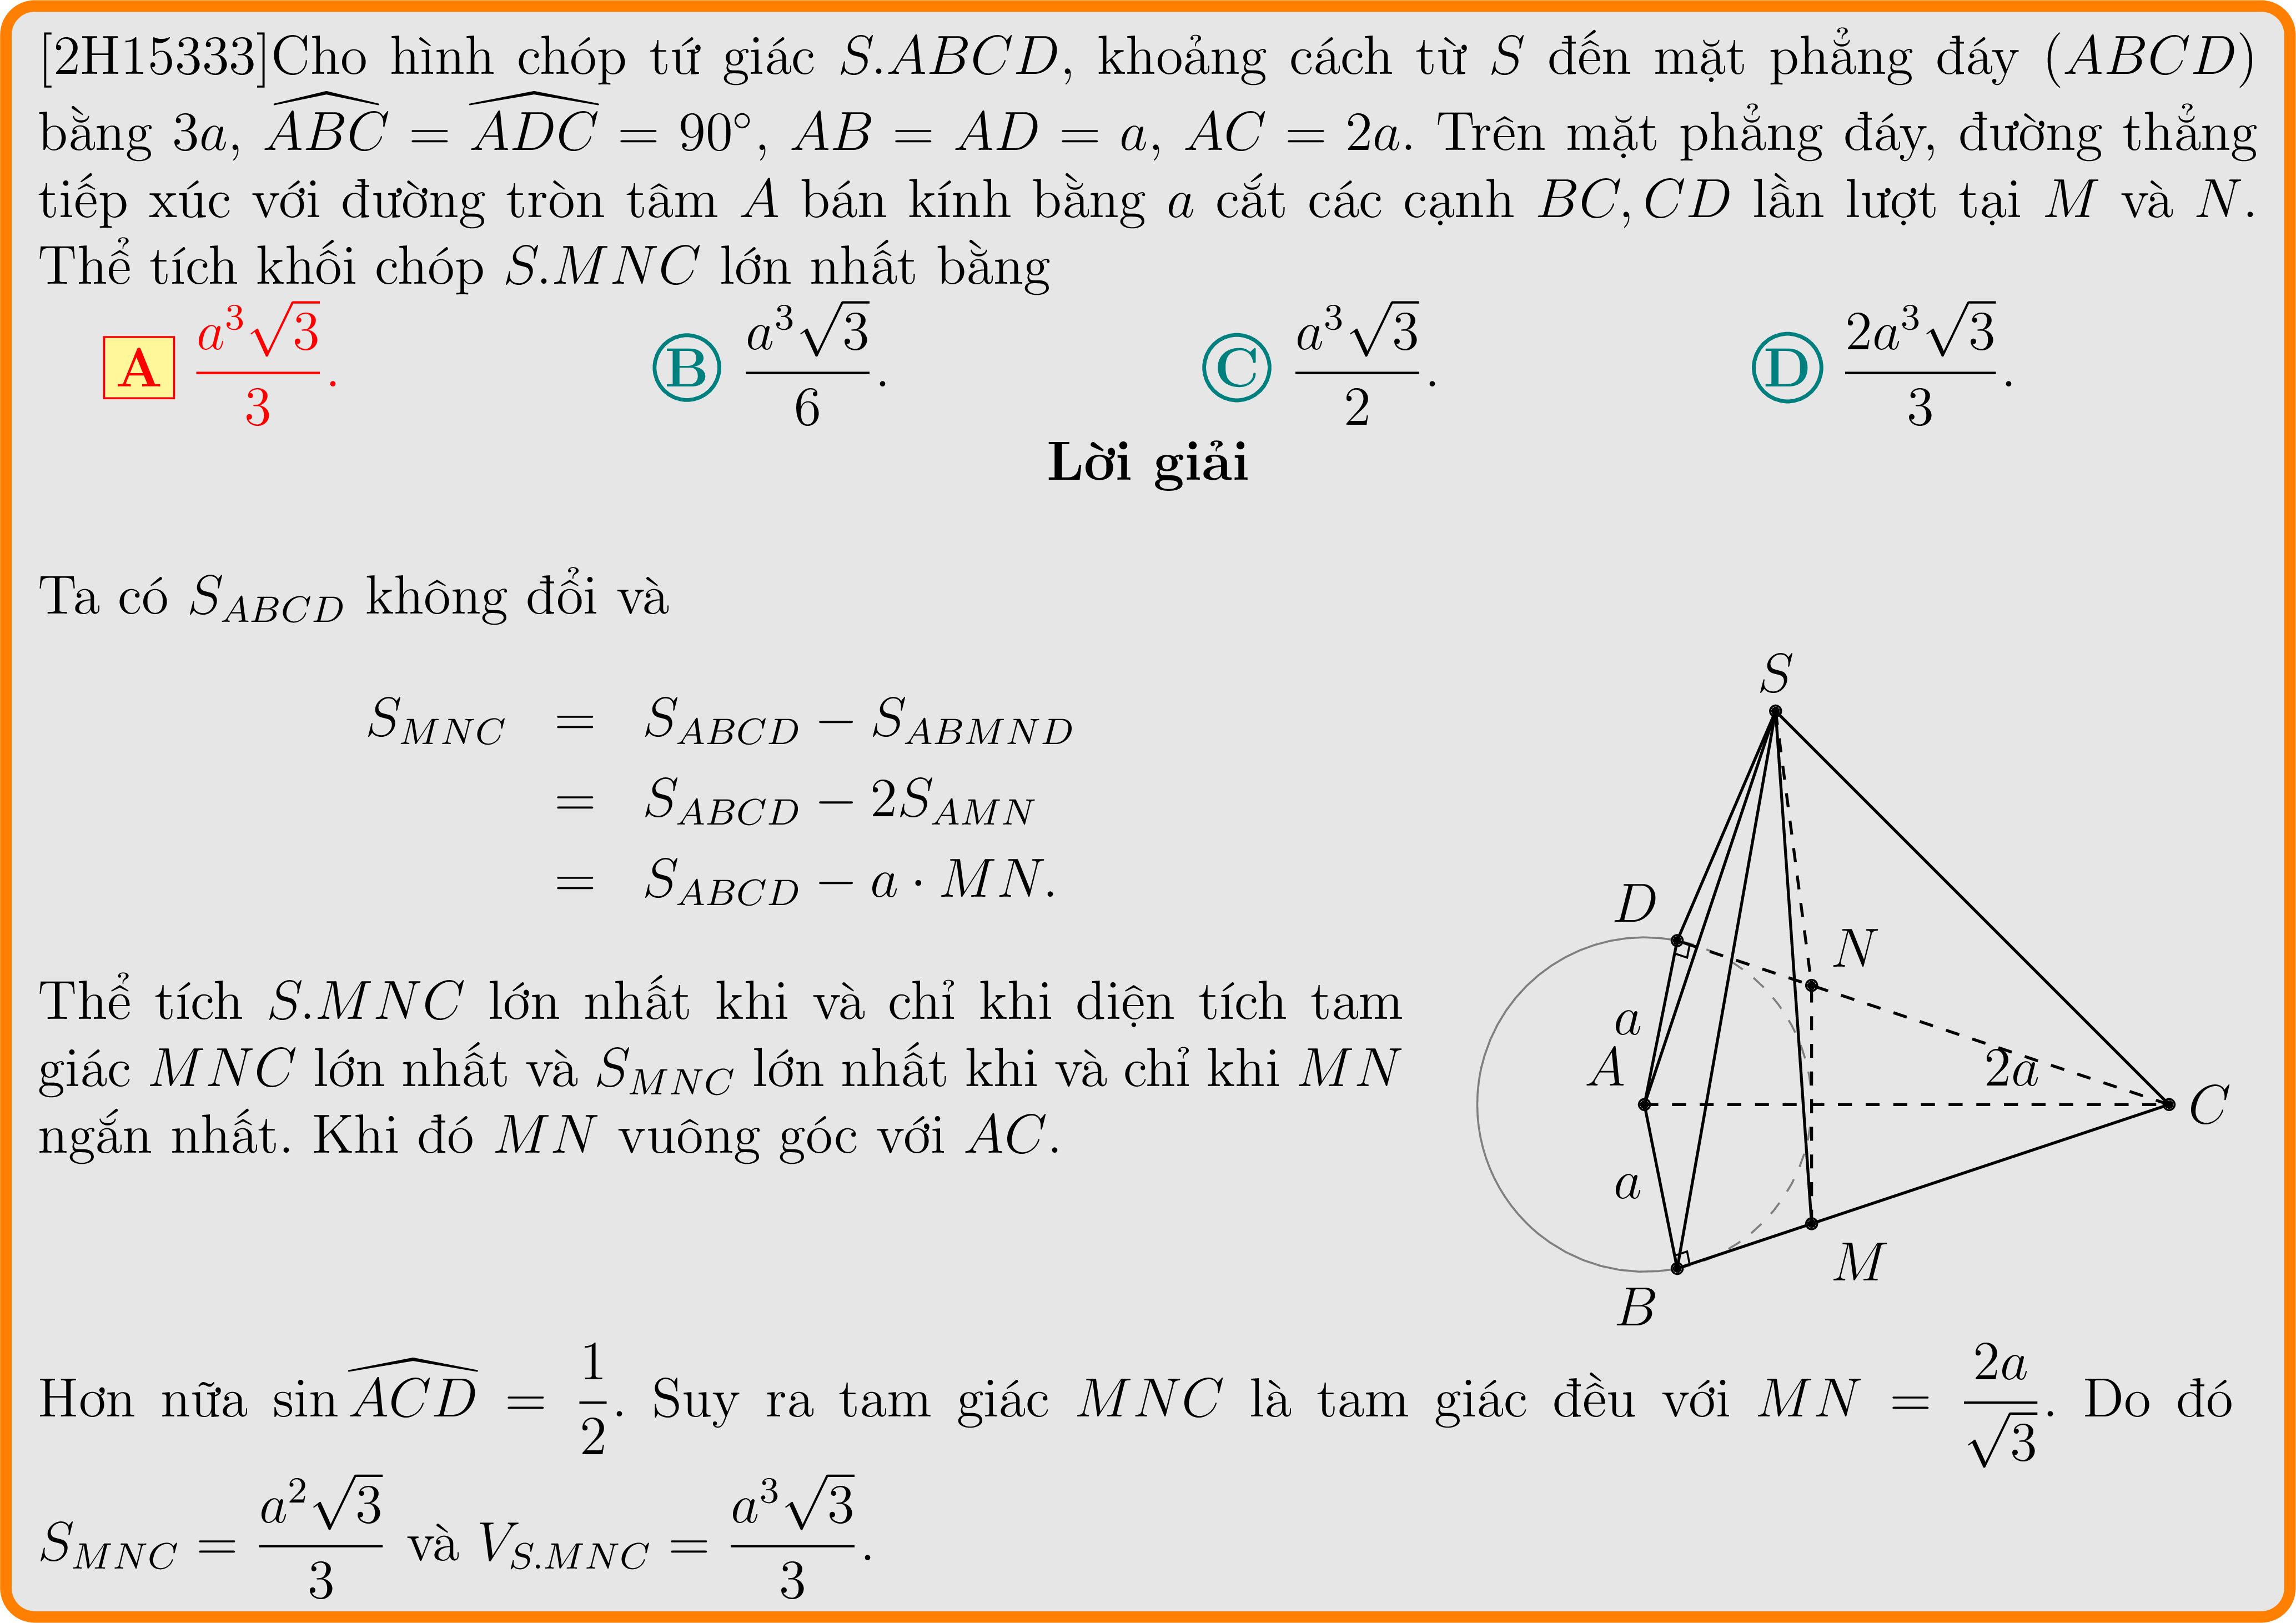 [2H15333]Cho hình chóp tứ giác S.ABCD, khoảng cách từ S đến mặt phẳng đáy (ABCD)
bằng 3a, \widehat{ABC} = \widehat{ADC} = 90°, AB = AD = a, AC = 2a. Trên mặt phẳng đáy, đường thẳng
tiếp xúc với đường tròn tâm A bán kính bằng a cắt các cạnh BC, CD lần lượt tại M và N.
Thể tích khối chóp S.MNC lớn nhất bằng
A \frac{a^3\sqrt{3}}{3}. B \frac{a^3\sqrt{3}}{6}. C \frac{a^3\sqrt{3}}{2}. D \frac{2a^3\sqrt{3}}{3}.
Lời giải
Ta có S_{ABCD} không đổi và
S_{MNC} = S_{ABCD} − S_{ABMND}
= S_{ABCD} − 2S_{AMN}
= S_{ABCD} − a · MN.
Thể tích S.MNC lớn nhất khi và chỉ khi diện tích tam
giác MNC lớn nhất và S_{MNC} lớn nhất khi và chỉ khi MN
ngắn nhất. Khi đó MN vuông góc với AC.
S
D
N
a
A
2a
C
a
M
B
Hơn nữa sin \widehat{ACD} = \frac{1}{2}. Suy ra tam giác MNC là tam giác đều với MN = \frac{2a}{\sqrt{3}}. Do đó
S_{MNC} = \frac{a^2\sqrt{3}}{3} và V_{S.MNC} = \frac{a^3\sqrt{3}}{3}.